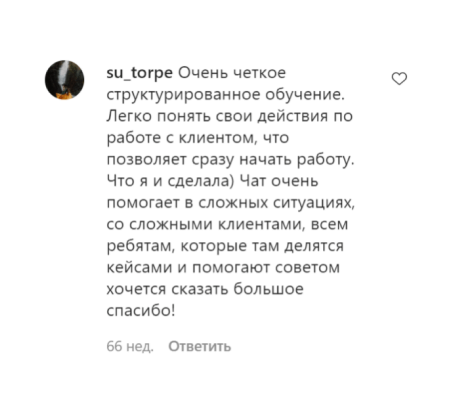 su_torpe Очень четкое
структурированное обучение.
Легко понять свои действия по
работе с клиентом, что
позволяет сразу начать работу.
Что я и сделала) Чат очень
помогает в сложных ситуациях,
со сложными клиентами, всем
ребятам, которые там делятся
кейсами и помогают советом
хочется сказать большое
спасибо!
66 нед. Ответить